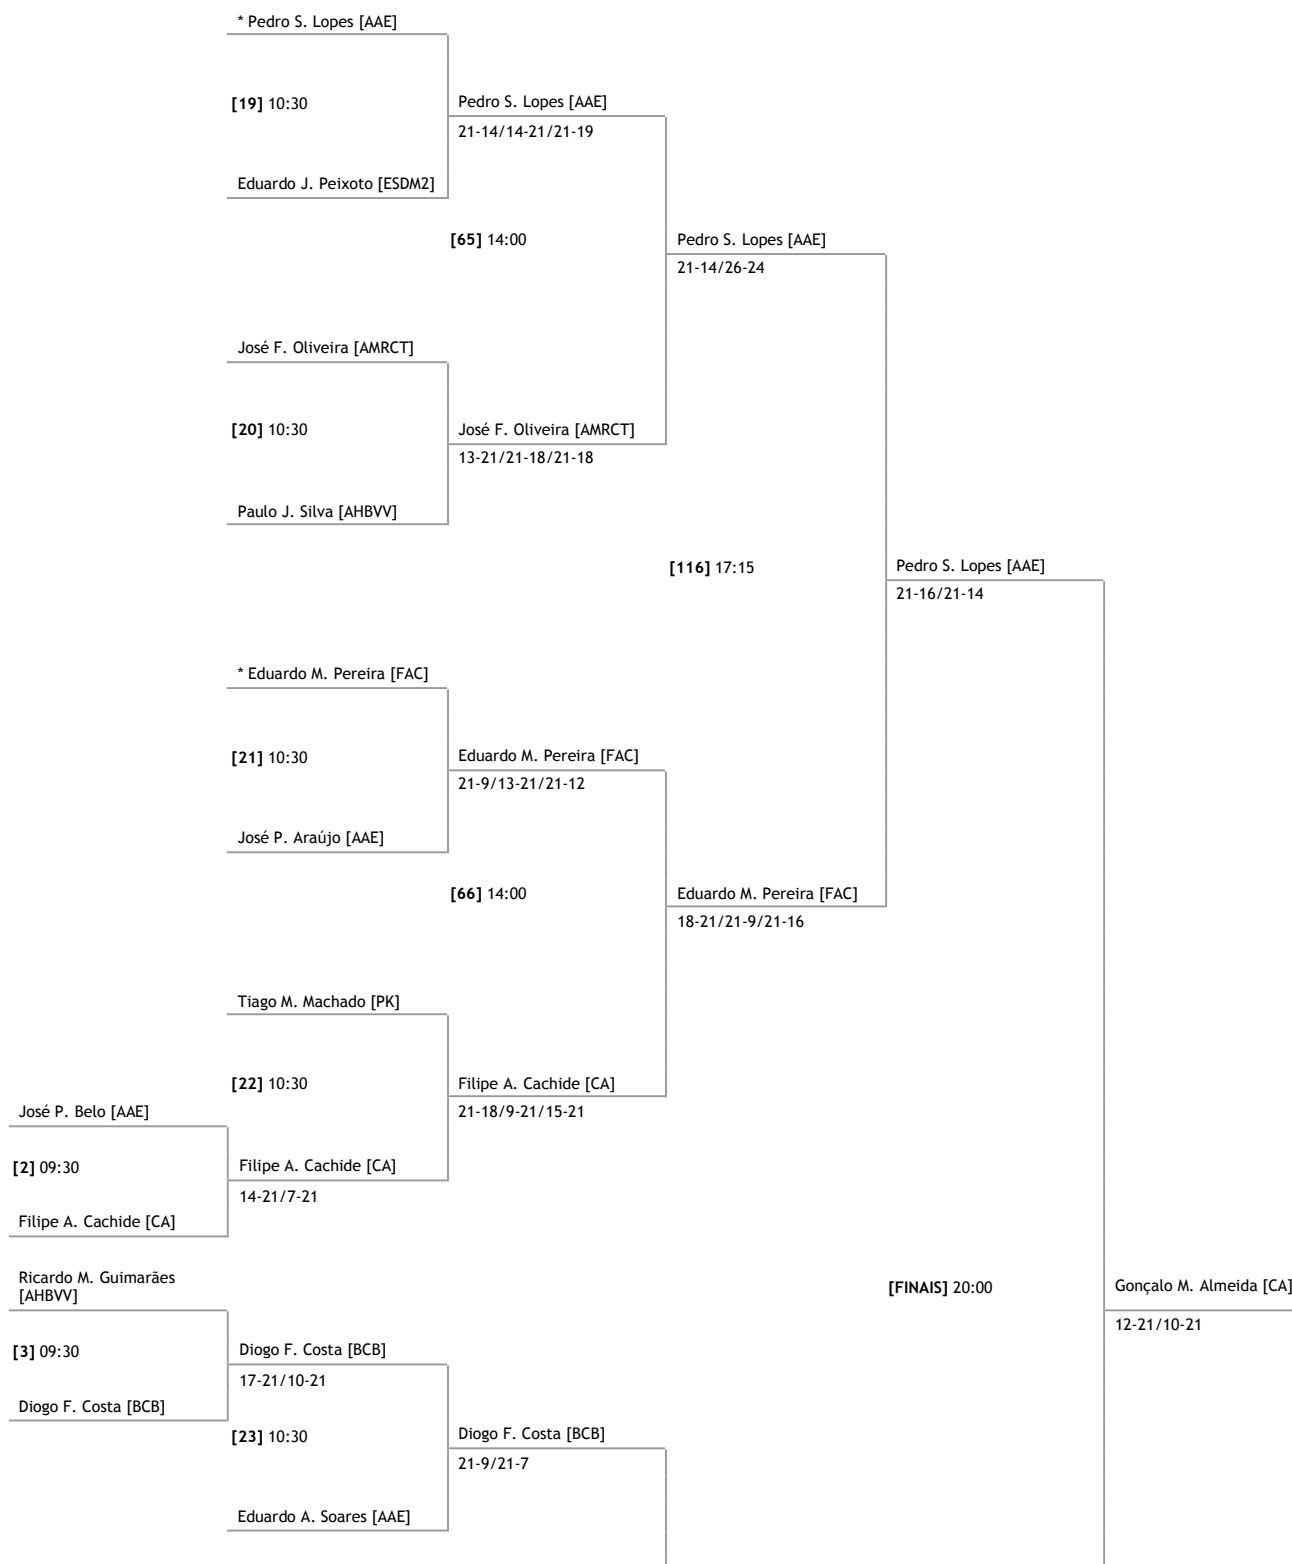 * Pedro S. Lopes [AAE]
[19] 10:30
Pedro S. Lopes [AAE]
21-14/14-21/21-19
Eduardo J. Peixoto [ESDM2]
[65] 14:00
Pedro S. Lopes [AAE]
21-14/26-24
José F. Oliveira [AMRCT]
[20] 10:30
José F. Oliveira [AMRCT]
13-21/21-18/21-18
Paulo J. Silva [AHBVV]
[116] 17:15
Pedro S. Lopes [AAE]
21-16/21-14
* Eduardo M. Pereira [FAC]
[21] 10:30
Eduardo M. Pereira [FAC]
21-9/13-21/21-12
José P. Araújo [AAE]
[66] 14:00
Eduardo M. Pereira [FAC]
18-21/21-9/21-16
Tiago M. Machado [PK]
[22] 10:30
Filipe A. Cachide [CA]
21-18/9-21/15-21
José P. Belo [AAE]
[2] 09:30
Filipe A. Cachide [CA]
14-21/7-21
Filipe A. Cachide [CA]
Ricardo M. Guimarães
[AHBVV]
[FINAIS] 20:00
Gonçalo M. Almeida [CA]
12-21/10-21
[3] 09:30
Diogo F. Costa [BCB]
17-21/10-21
Diogo F. Costa [BCB]
[23] 10:30
Diogo F. Costa [BCB]
21-9/21-7
Eduardo A. Soares [AAE]